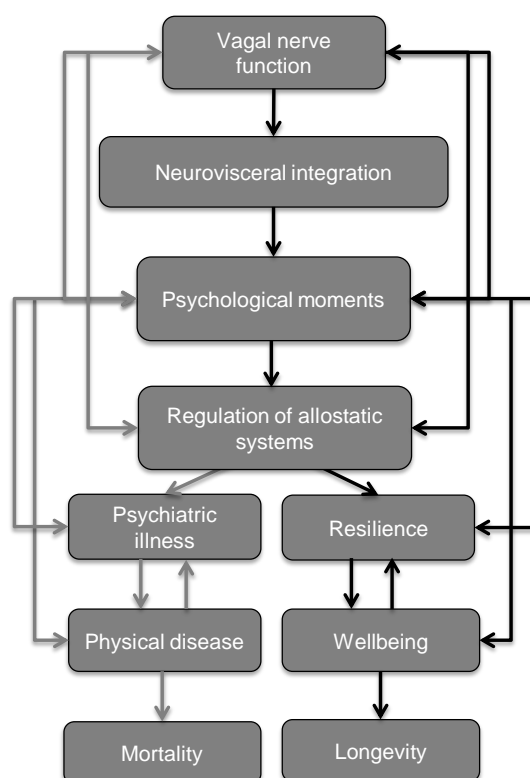 Vagal nerve
function
Neurovisceral integration
Psychological moments
Regulation of allostatic
systems
Psychiatric
illness
Resilience
Physical disease
Wellbeing
Mortality
Longevity